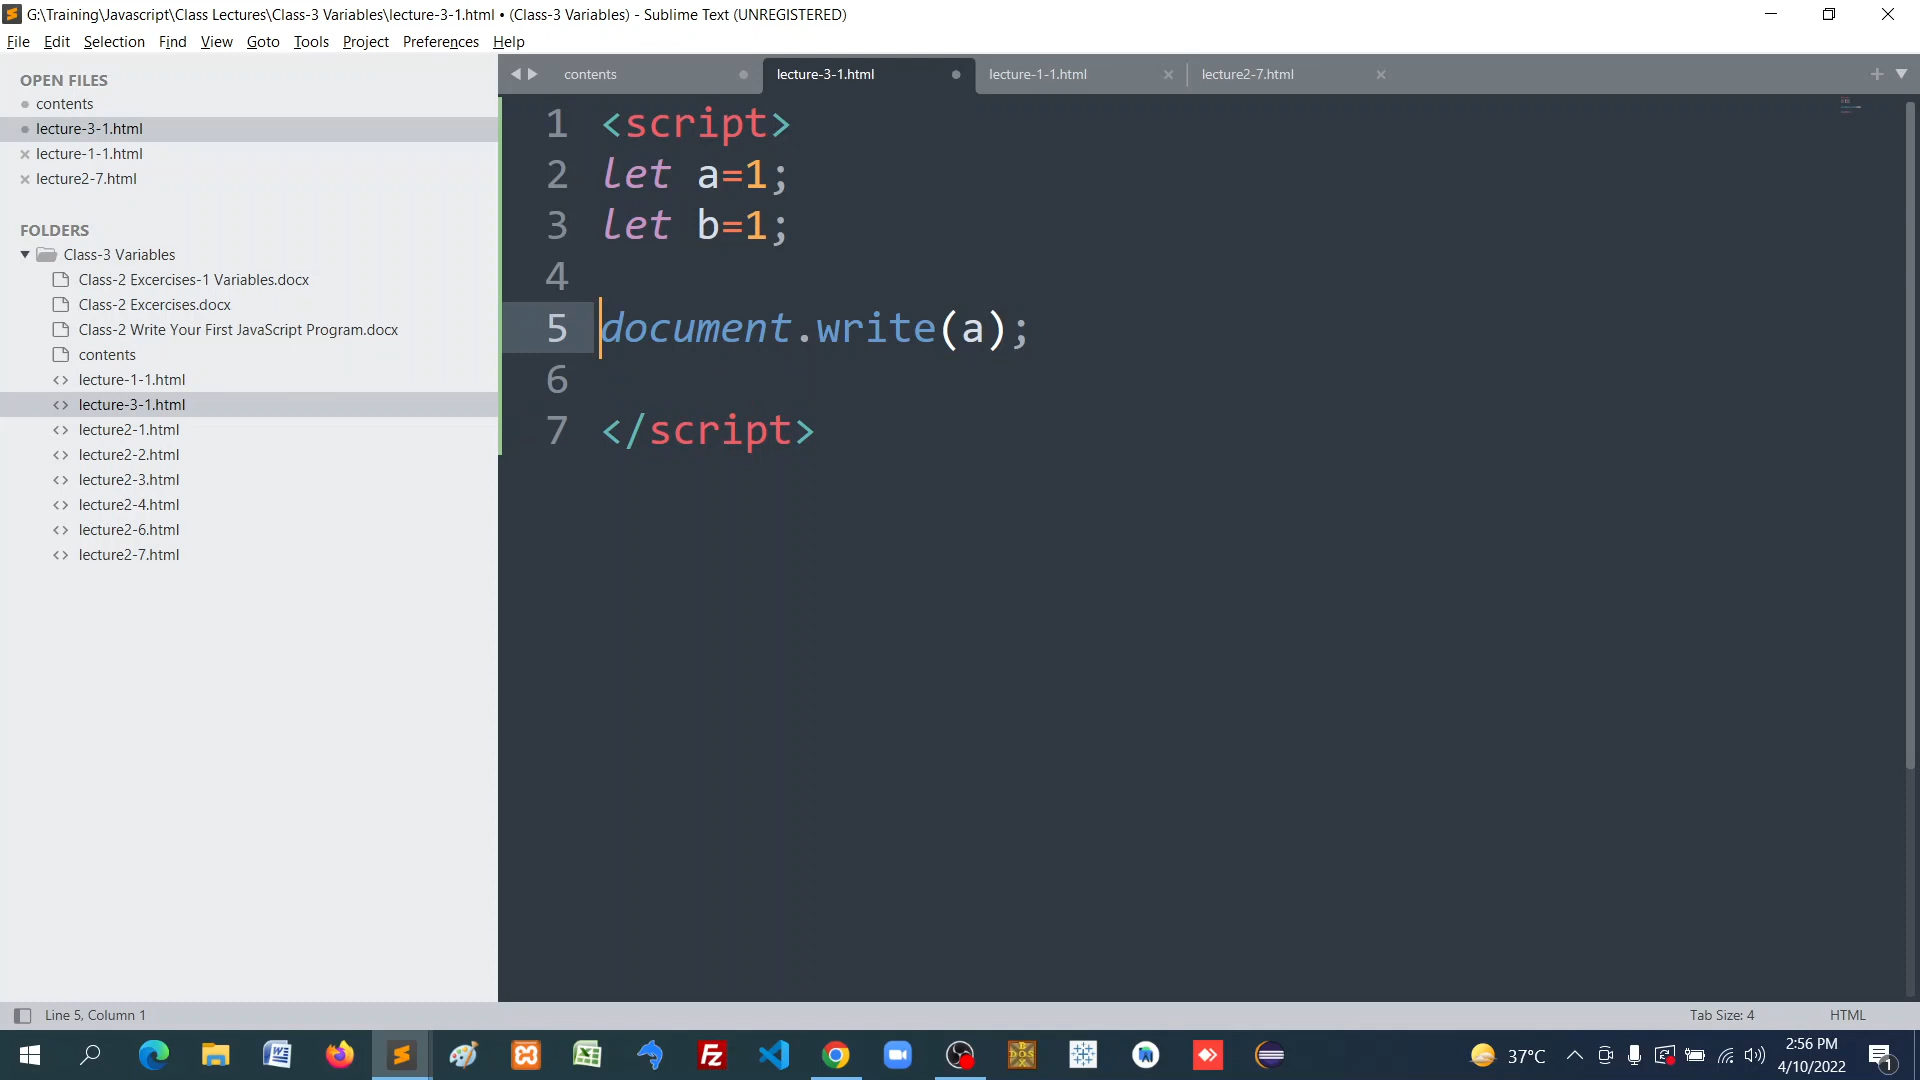 G:\Training\Javascript\Class Lectures\Class-3 Variables\lecture-3-1.html • (Class-3 Variables) - Sublime Text (UNREGISTERED)
File Edit Selection Find View Goto Tools Project Preferences Help
OPEN FILES
contents
lecture-3-1.html
lecture-1-1.html
lecture2-7.html
FOLDERS
Class-3 Variables
Class-2 Excercises-1 Variables.docx
Class-2 Excercises.docx
Class-2 Write Your First JavaScript Program.docx
contents
lecture-1-1.html
lecture-3-1.html
lecture2-1.html
lecture2-2.html
lecture2-3.html
lecture2-4.html
lecture2-6.html
lecture2-7.html
contents lecture-3-1.html lecture-1-1.html lecture2-7.html
1 <script>
2 let a=1;
3 let b=1;
4
5 document.write(a);
6
7 </script>
Line 5, Column 1 Tab Size: 4 HTML
37°C 2:56 PM
4/10/2022 1